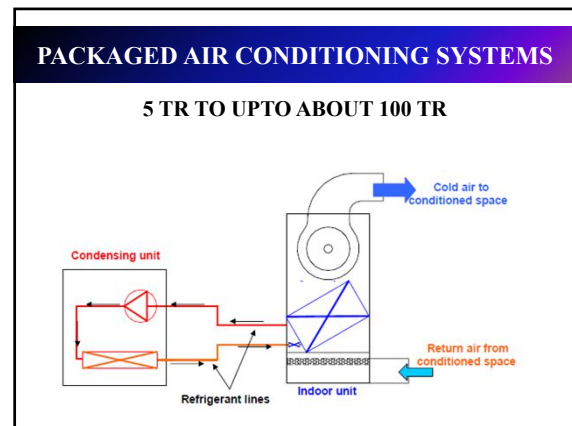 PACKAGED AIR CONDITIONING SYSTEMS
5 TR TO UPTO ABOUT 100 TR
Cold air to
conditioned space
Condensing unit
Return air from
conditioned space
Refrigerant lines
Indoor unit